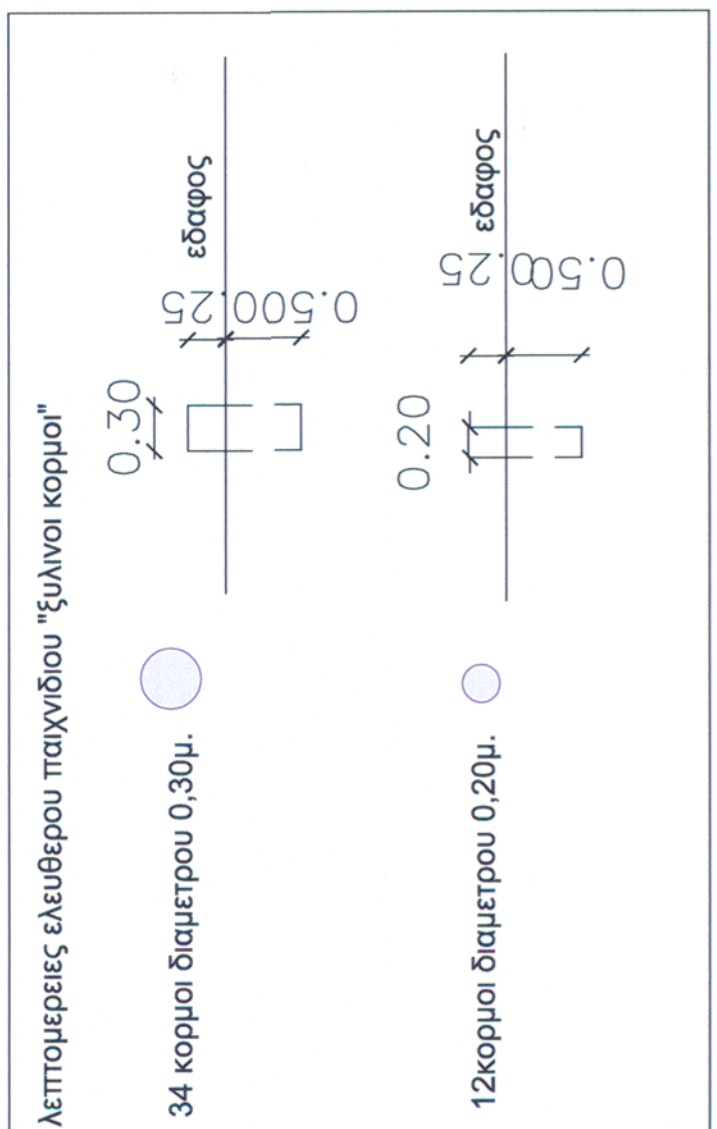 λεπτομερειες ελευθερου παιχνιδιου "ξυλινοι κορμοι"
34 κορμοι διαμετρου 0,30μ.
0.30
0.25
0.50
εδαφος
12κορμοι διαμετρου 0,20μ.
0.20
0.25
0.50
εδαφος